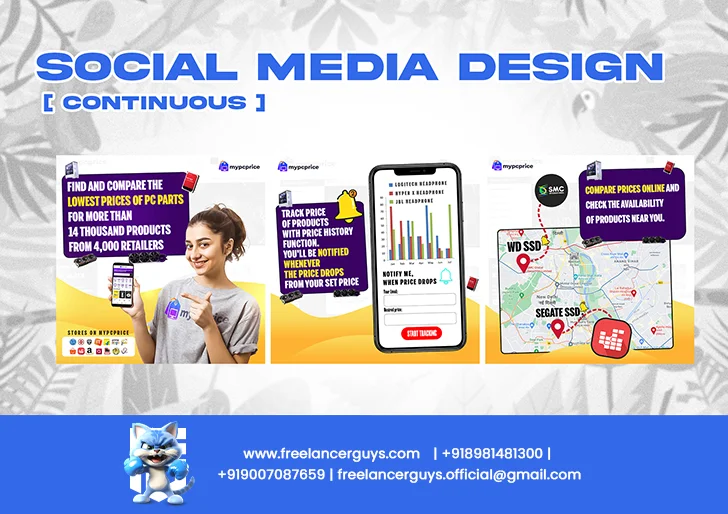 SOCIAL MEDIA DESIGN
[ CONTINUOUS ]
mypcprice
FIND AND COMPARE THE
LOWEST PRICES OF PC PARTS
FOR MORE THAN
14 THOUSAND PRODUCTS
FROM 4,000 RETAILERS
STORES ON MYPCPRICE
mypcprice
TRACK PRICE
OF PRODUCTS
WITH PRICE HISTORY
FUNCTION.
YOU'LL BE NOTIFIED
WHENEVER
THE PRICE DROPS
FROM YOUR SET PRICE
LOGITECH HEADPHONE
HYPER X HEADPHONE
JBL HEADPHONE
NOTIFY ME,
WHEN PRICE DROPS
Your Email:
Desired price:
START TRACKING
mypcprice
SMC
COMPARE PRICES ONLINE AND
CHECK THE AVAILABILITY
OF PRODUCTS NEAR YOU.
WD SSD
New Delhi
SEGATE SSD
www.freelancerguys.com | +918981481300 |
+919007087659 | freelancerguys.official@gmail.com